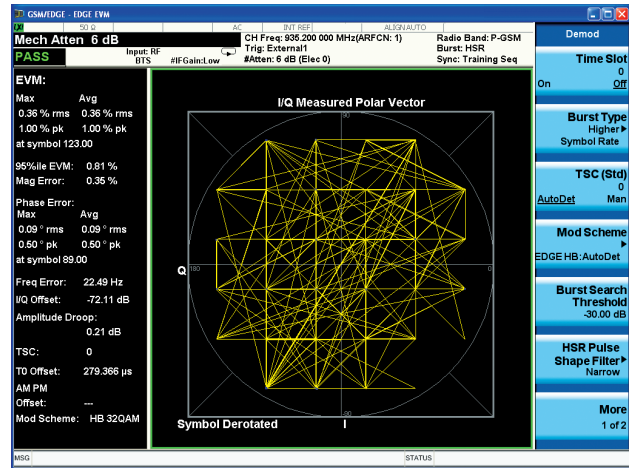 GSM/EDGE - EDGE EVM
50 Ω AC INT REF ALIGN AUTO
Mech Atten 6 dB
PASS
Input: RF
BTS
#IFGain:Low
CH Freq: 935.200 000 MHz(ARFCN: 1)
Trig: External1
#Atten: 6 dB (Elec 0)
Radio Band: P-GSM
Burst: HSR
Sync: Training Seq
EVM:
Max Avg
0.36 % rms 0.36 % rms
1.00 % pk 1.00 % pk
at symbol 123.00
95%ile EVM: 0.81 %
Mag Error: 0.35 %
Phase Error:
Max Avg
0.09 ° rms 0.09 ° rms
0.50 ° pk 0.50 ° pk
at symbol 89.00
Freq Error: 22.49 Hz
I/Q Offset: -72.11 dB
Amplitude Droop:
0.21 dB
TSC: 0
T0 Offset: 279.366 µs
AM PM
Offset: ---
Mod Scheme: HB 32QAM
I/Q Measured Polar Vector
90
Q 180 0
-90
Symbol Derotated I
Demod
Time Slot
0
On Off
Burst Type
Higher
Symbol Rate
TSC (Std)
0
AutoDet Man
Mod Scheme
EDGE HB:AutoDet
Burst Search
Threshold
-30.00 dB
HSR Pulse
Shape Filter
Narrow
More
1 of 2
MSG STATUS